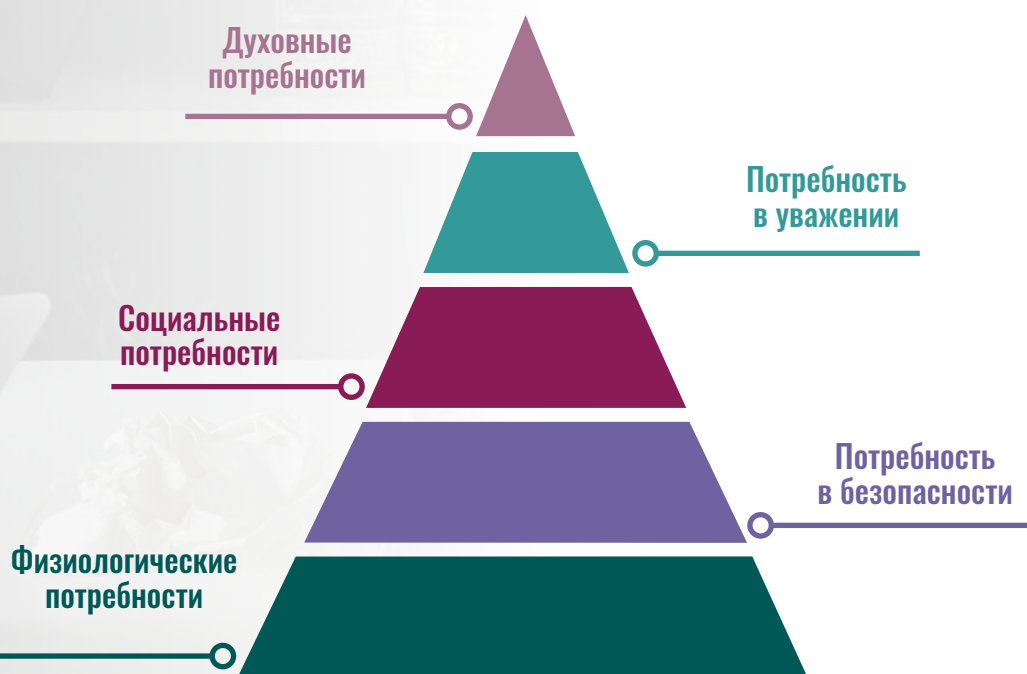 Духовные
потребности
Потребность
в уважении
Социальные
потребности
Потребность
в безопасности
Физиологические
потребности